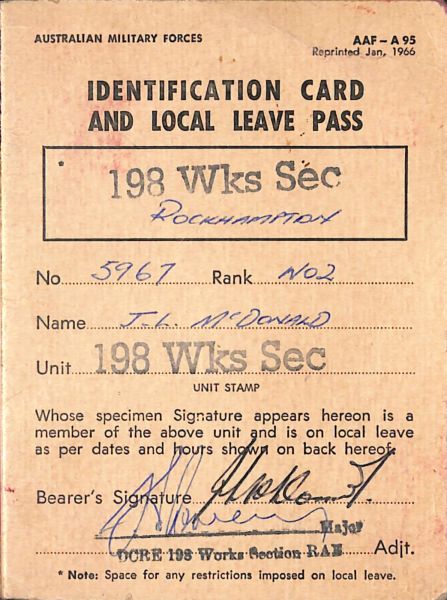 AUSTRALIAN MILITARY FORCES
AAF-A 95
Reprinted Jan, 1966
IDENTIFICATION CARD
AND LOCAL LEAVE PASS
198 Wks Sec
ROCKHAMPTON
No 5967 Rank WO2
Name J.L. McDONALD
Unit 198 Wks Sec
UNIT STAMP
Whose specimen Signature appears hereon is a
member of the above unit and is on local leave
as per dates and hours shown on back hereof.
Bearer's Signature
Major
DCRE 198 Works Section RAE Adjt.
* Note: Space for any restrictions imposed on local leave.